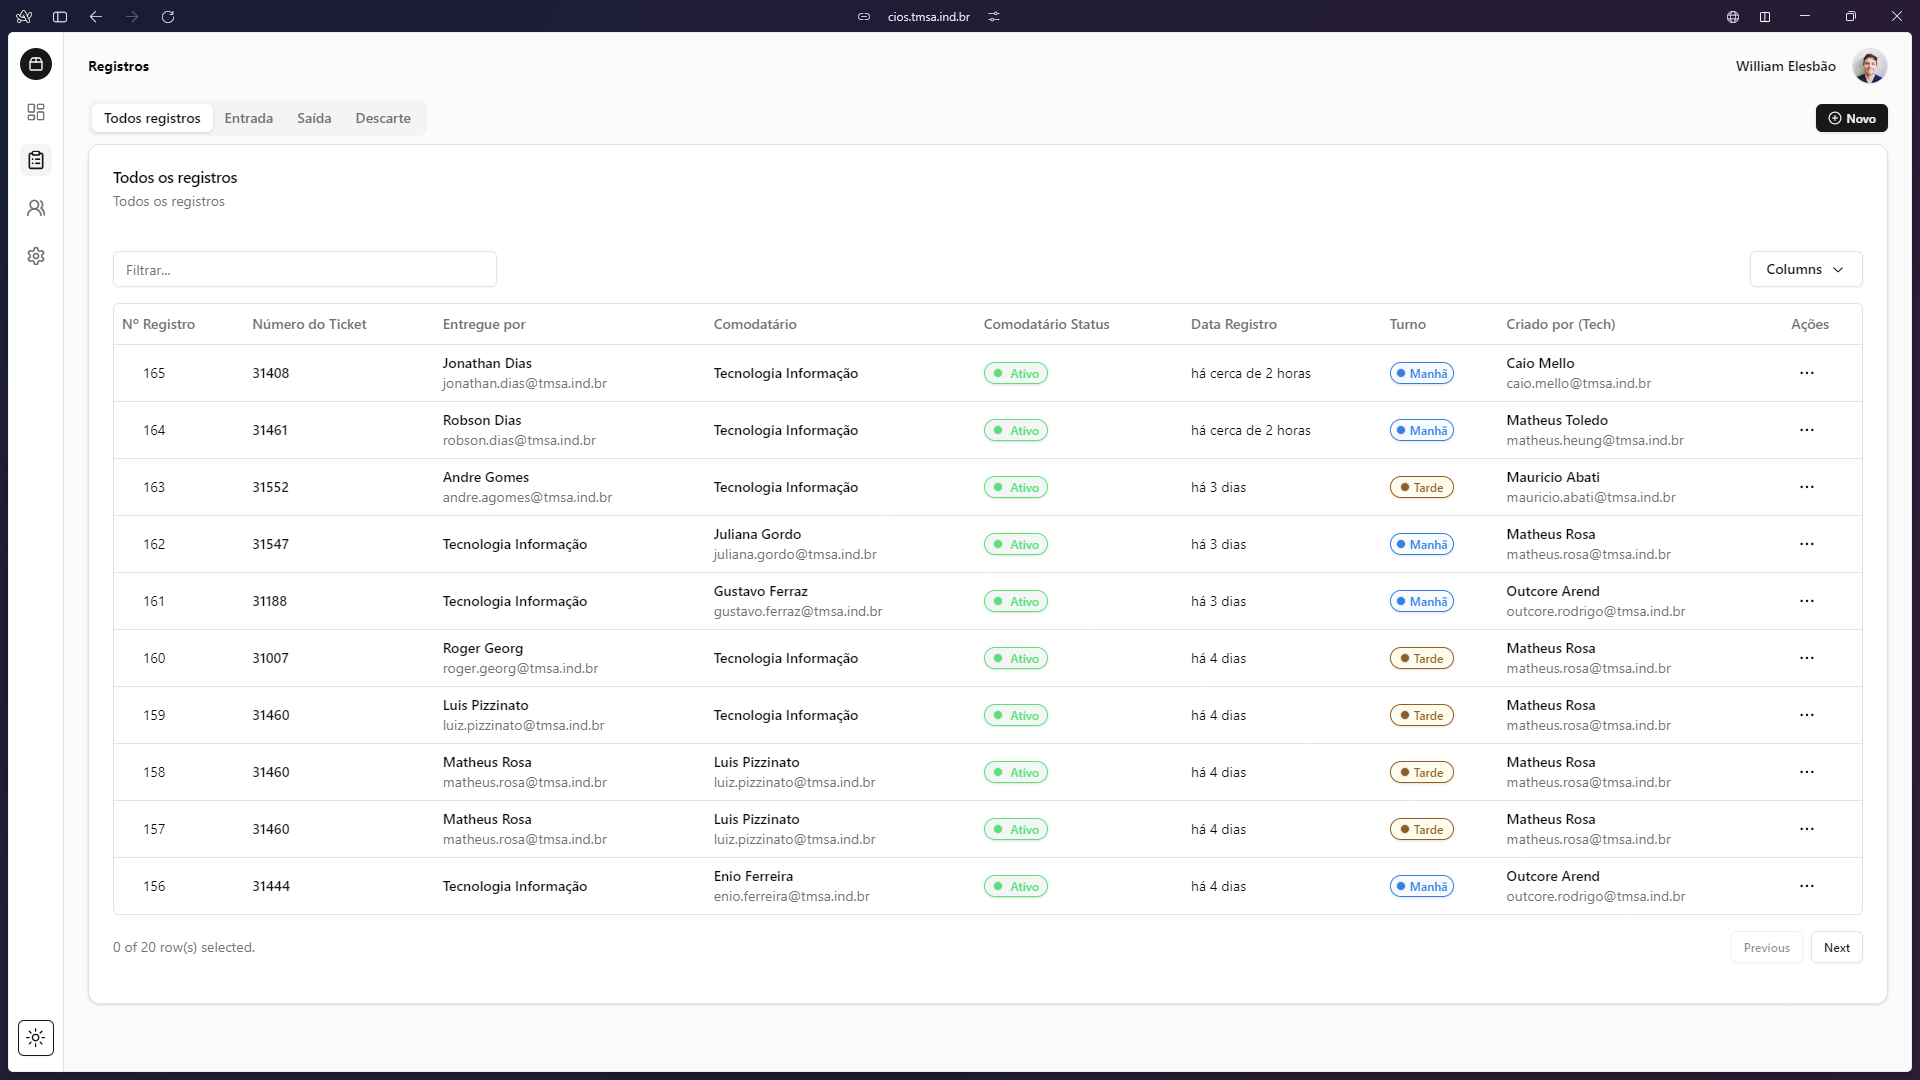 cios.tmsa.ind.br
Registros
William Elesbão
Todos registros Entrada Saída Descarte
Novo
Todos os registros
Todos os registros
Filtrar...
Columns
Nº Registro Número do Ticket Entregue por Comodatário Comodatário Status Data Registro Turno Criado por (Tech) Ações
165 31408 Jonathan Dias Tecnologia Informação Ativo há cerca de 2 horas Manhã Caio Mello
jonathan.dias@tmsa.ind.br caio.mello@tmsa.ind.br
164 31461 Robson Dias Tecnologia Informação Ativo há cerca de 2 horas Manhã Matheus Toledo
robson.dias@tmsa.ind.br matheus.heung@tmsa.ind.br
163 31552 Andre Gomes Tecnologia Informação Ativo há 3 dias Tarde Mauricio Abati
andre.agomes@tmsa.ind.br mauricio.abati@tmsa.ind.br
162 31547 Tecnologia Informação Juliana Gordo Ativo há 3 dias Manhã Matheus Rosa
juliana.gordo@tmsa.ind.br matheus.rosa@tmsa.ind.br
161 31188 Tecnologia Informação Gustavo Ferraz Ativo há 3 dias Manhã Outcore Arend
gustavo.ferraz@tmsa.ind.br outcore.rodrigo@tmsa.ind.br
160 31007 Roger Georg Tecnologia Informação Ativo há 4 dias Tarde Matheus Rosa
roger.georg@tmsa.ind.br matheus.rosa@tmsa.ind.br
159 31460 Luis Pizzinato Tecnologia Informação Ativo há 4 dias Tarde Matheus Rosa
luiz.pizzinato@tmsa.ind.br matheus.rosa@tmsa.ind.br
158 31460 Matheus Rosa Luis Pizzinato Ativo há 4 dias Tarde Matheus Rosa
matheus.rosa@tmsa.ind.br luiz.pizzinato@tmsa.ind.br matheus.rosa@tmsa.ind.br
157 31460 Matheus Rosa Luis Pizzinato Ativo há 4 dias Tarde Matheus Rosa
matheus.rosa@tmsa.ind.br luiz.pizzinato@tmsa.ind.br matheus.rosa@tmsa.ind.br
156 31444 Tecnologia Informação Enio Ferreira Ativo há 4 dias Manhã Outcore Arend
enio.ferreira@tmsa.ind.br outcore.rodrigo@tmsa.ind.br
0 of 20 row(s) selected.
Previous Next